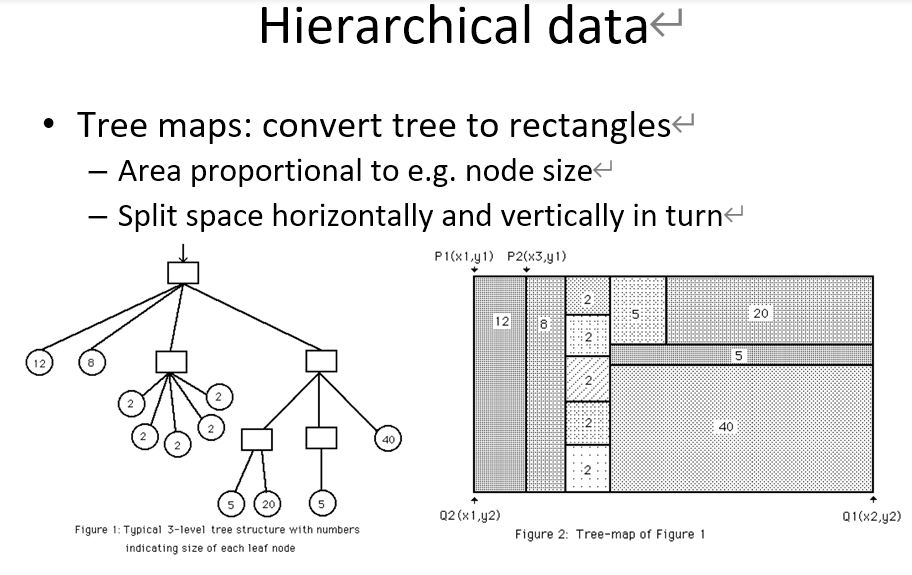 Hierarchical data↵
• Tree maps: convert tree to rectangles↵
– Area proportional to e.g. node size↵
– Split space horizontally and vertically in turn↵
12
8
2
2
2
2
2
40
5
20
5
Figure 1: Typical 3-level tree structure with numbers
indicating size of each leaf node
P1(x1,y1) P2(x3,y1)
12
8
2
2
2
2
2
5
20
5
40
Q2(x1,y2)
Q1(x2,y2)
Figure 2: Tree-map of Figure 1